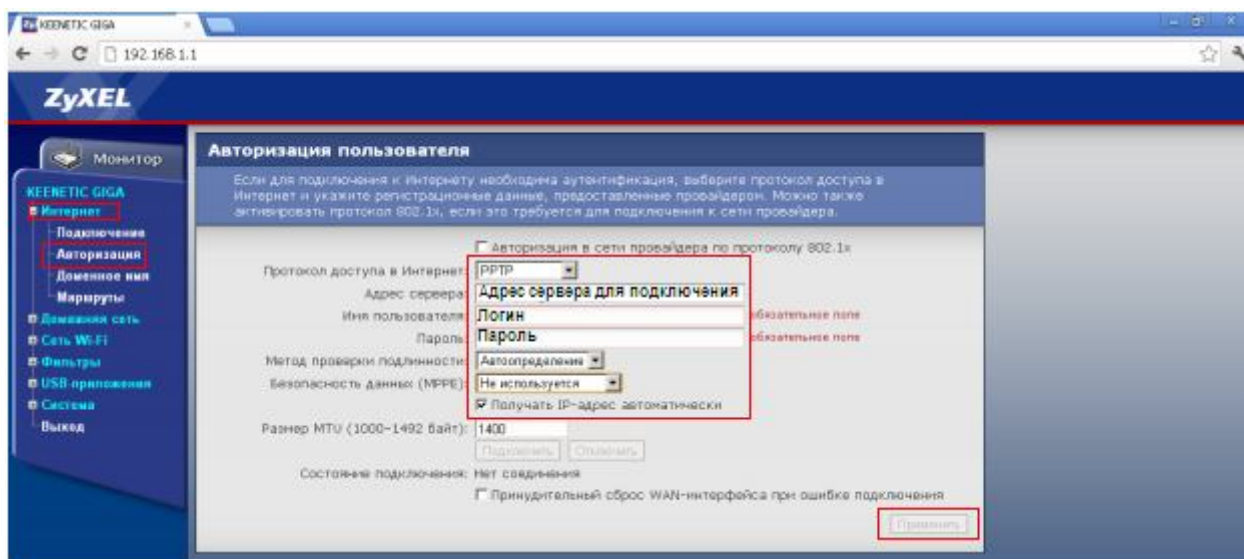 KEENETIC GIGA
192.168.1.1
ZyXEL
Монитор
KEENETIC GIGA
Интернет
Подключение
Авторизация
Доменное имя
Маршруты
Домашняя сеть
Сеть Wi-Fi
Фильтры
USB-приложения
Система
Выход
Авторизация пользователя
Если для подключения к Интернету необходима аутентификация, выберите протокол доступа в
Интернет и укажите регистрационные данные, предоставленные провайдером. Можно также
активировать протокол 802.1x, если это требуется для подключения к сети провайдера.
Авторизация в сети провайдера по протоколу 802.1x
Протокол доступа в Интернет: PPTP
Адрес сервера: Адрес сервера для подключения
Имя пользователя: Логин обязательное поле
Пароль: Пароль обязательное поле
Метод проверки подлинности: Автоопределение
Безопасность данных (MPPE): Не используется
Получать IP-адрес автоматически
Размер MTU (1000-1492 байт): 1400
Подключить Отключить
Состояние подключения: Нет соединения
Принудительный сброс WAN-интерфейса при ошибке подключения
Применить